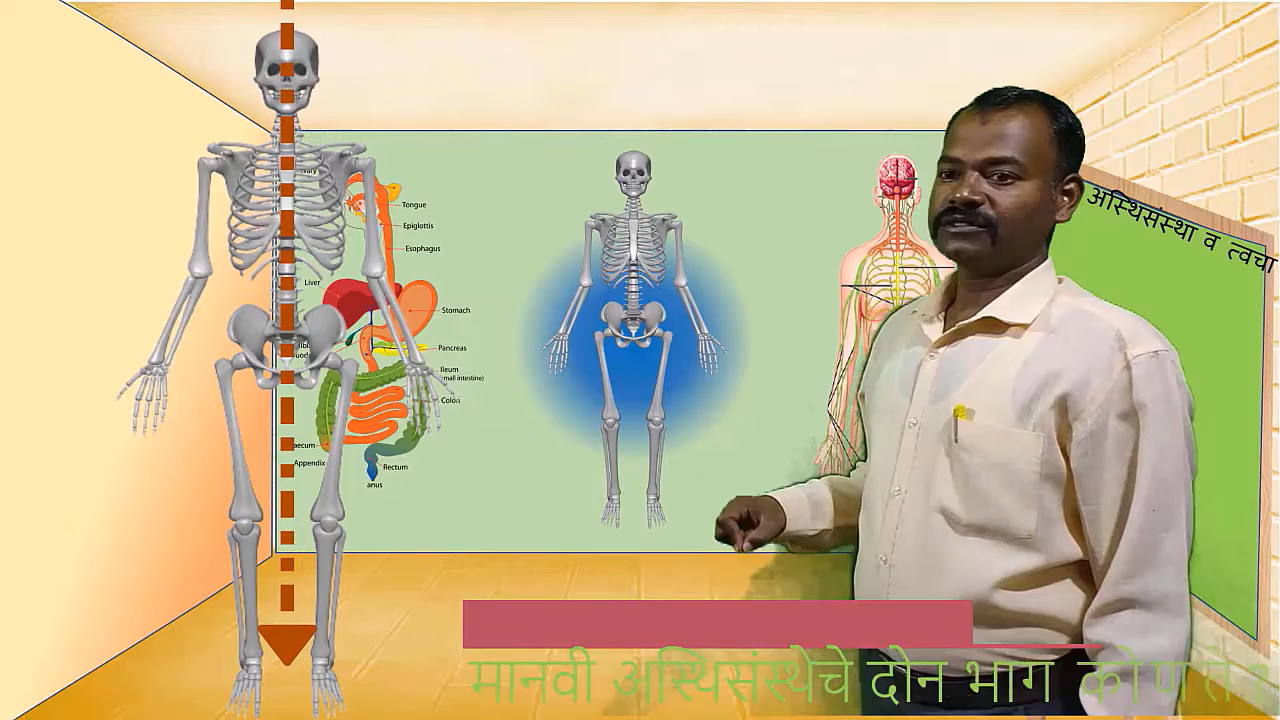 Tongue
Epiglottis
Esophagus
Liver
Stomach
Pancreas
Ileum
Colon
Appendix
Rectum
anus
अस्थिसंस्था व त्वचा
मानवी अस्थिसंस्थेचे दोन भाग कोणते